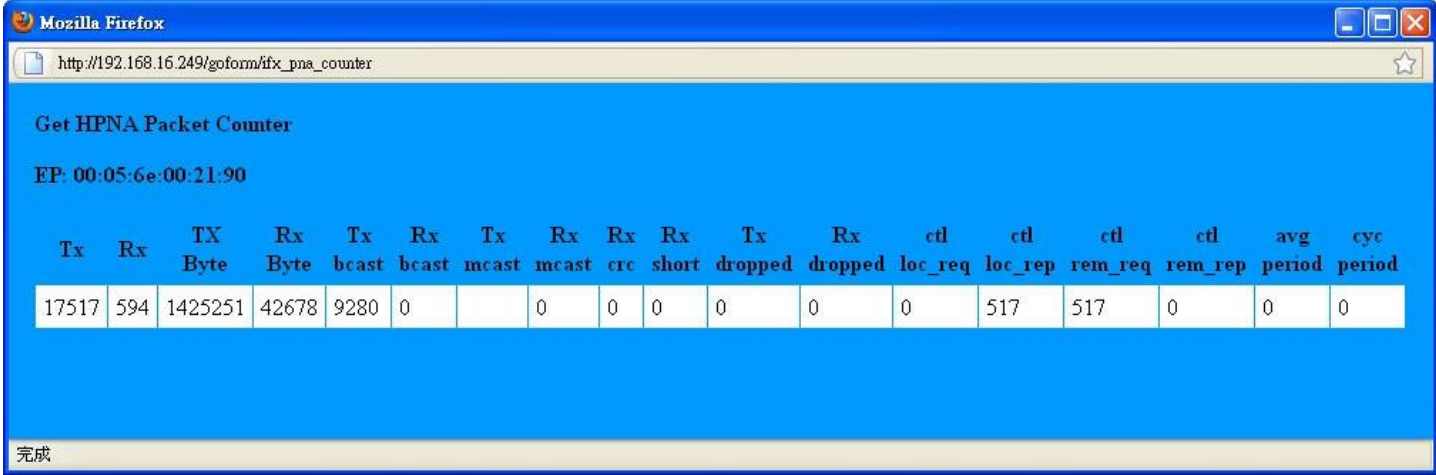 Mozilla Firefox
http://192.168.16.249/goform/ifx_pna_counter
Get HPNA Packet Counter
EP: 00:05:6e:00:21:90
Tx Rx TX Byte Rx Byte Tx bcast Rx bcast Tx mcast Rx mcast Rx crc Rx short Tx dropped Rx dropped ctl loc_req ctl loc_rep ctl rem_req ctl rem_rep avg period cyc period
17517 594 1425251 42678 9280 0 0 0 0 0 0 0 517 517 0 0 0
完成